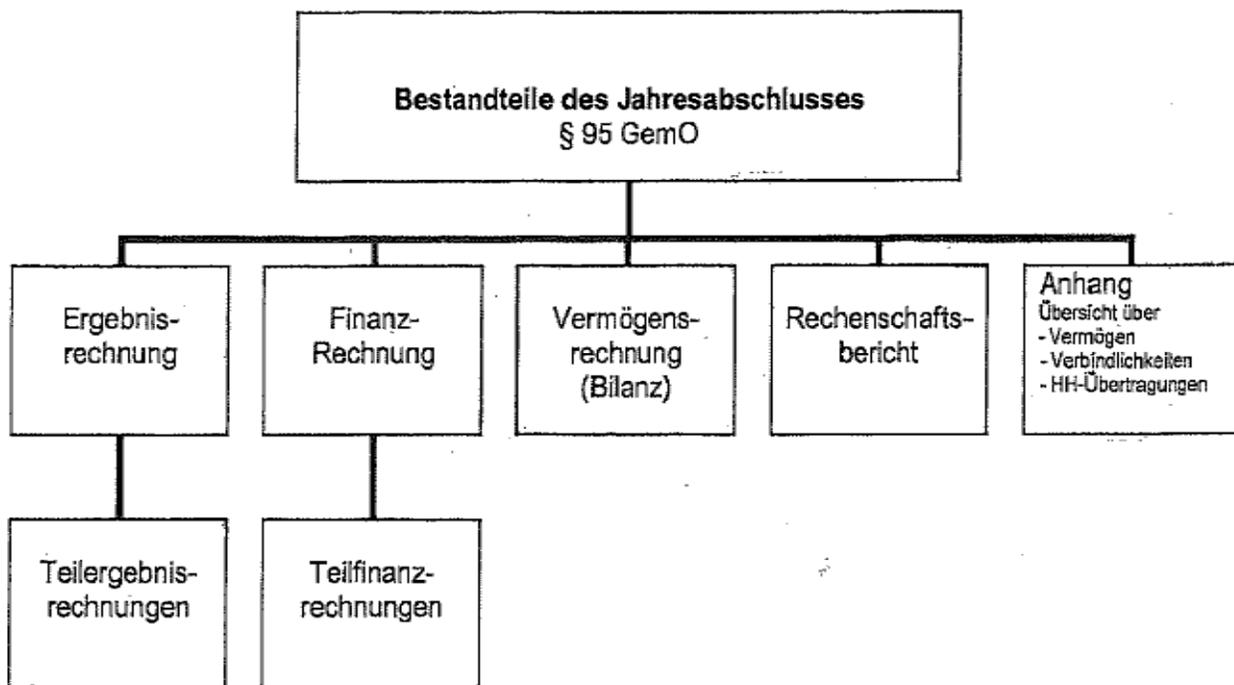 Bestandteile des Jahresabschlusses
§ 95 GemO
Ergebnis-
rechnung
Finanz-
Rechnung
Vermögens-
rechnung
(Bilanz)
Rechenschafts-
bericht
Anhang
Übersicht über
- Vermögen
- Verbindlichkeiten
- HH-Übertragungen
Teilergebnis-
rechnungen
Teilfinanz-
rechnungen